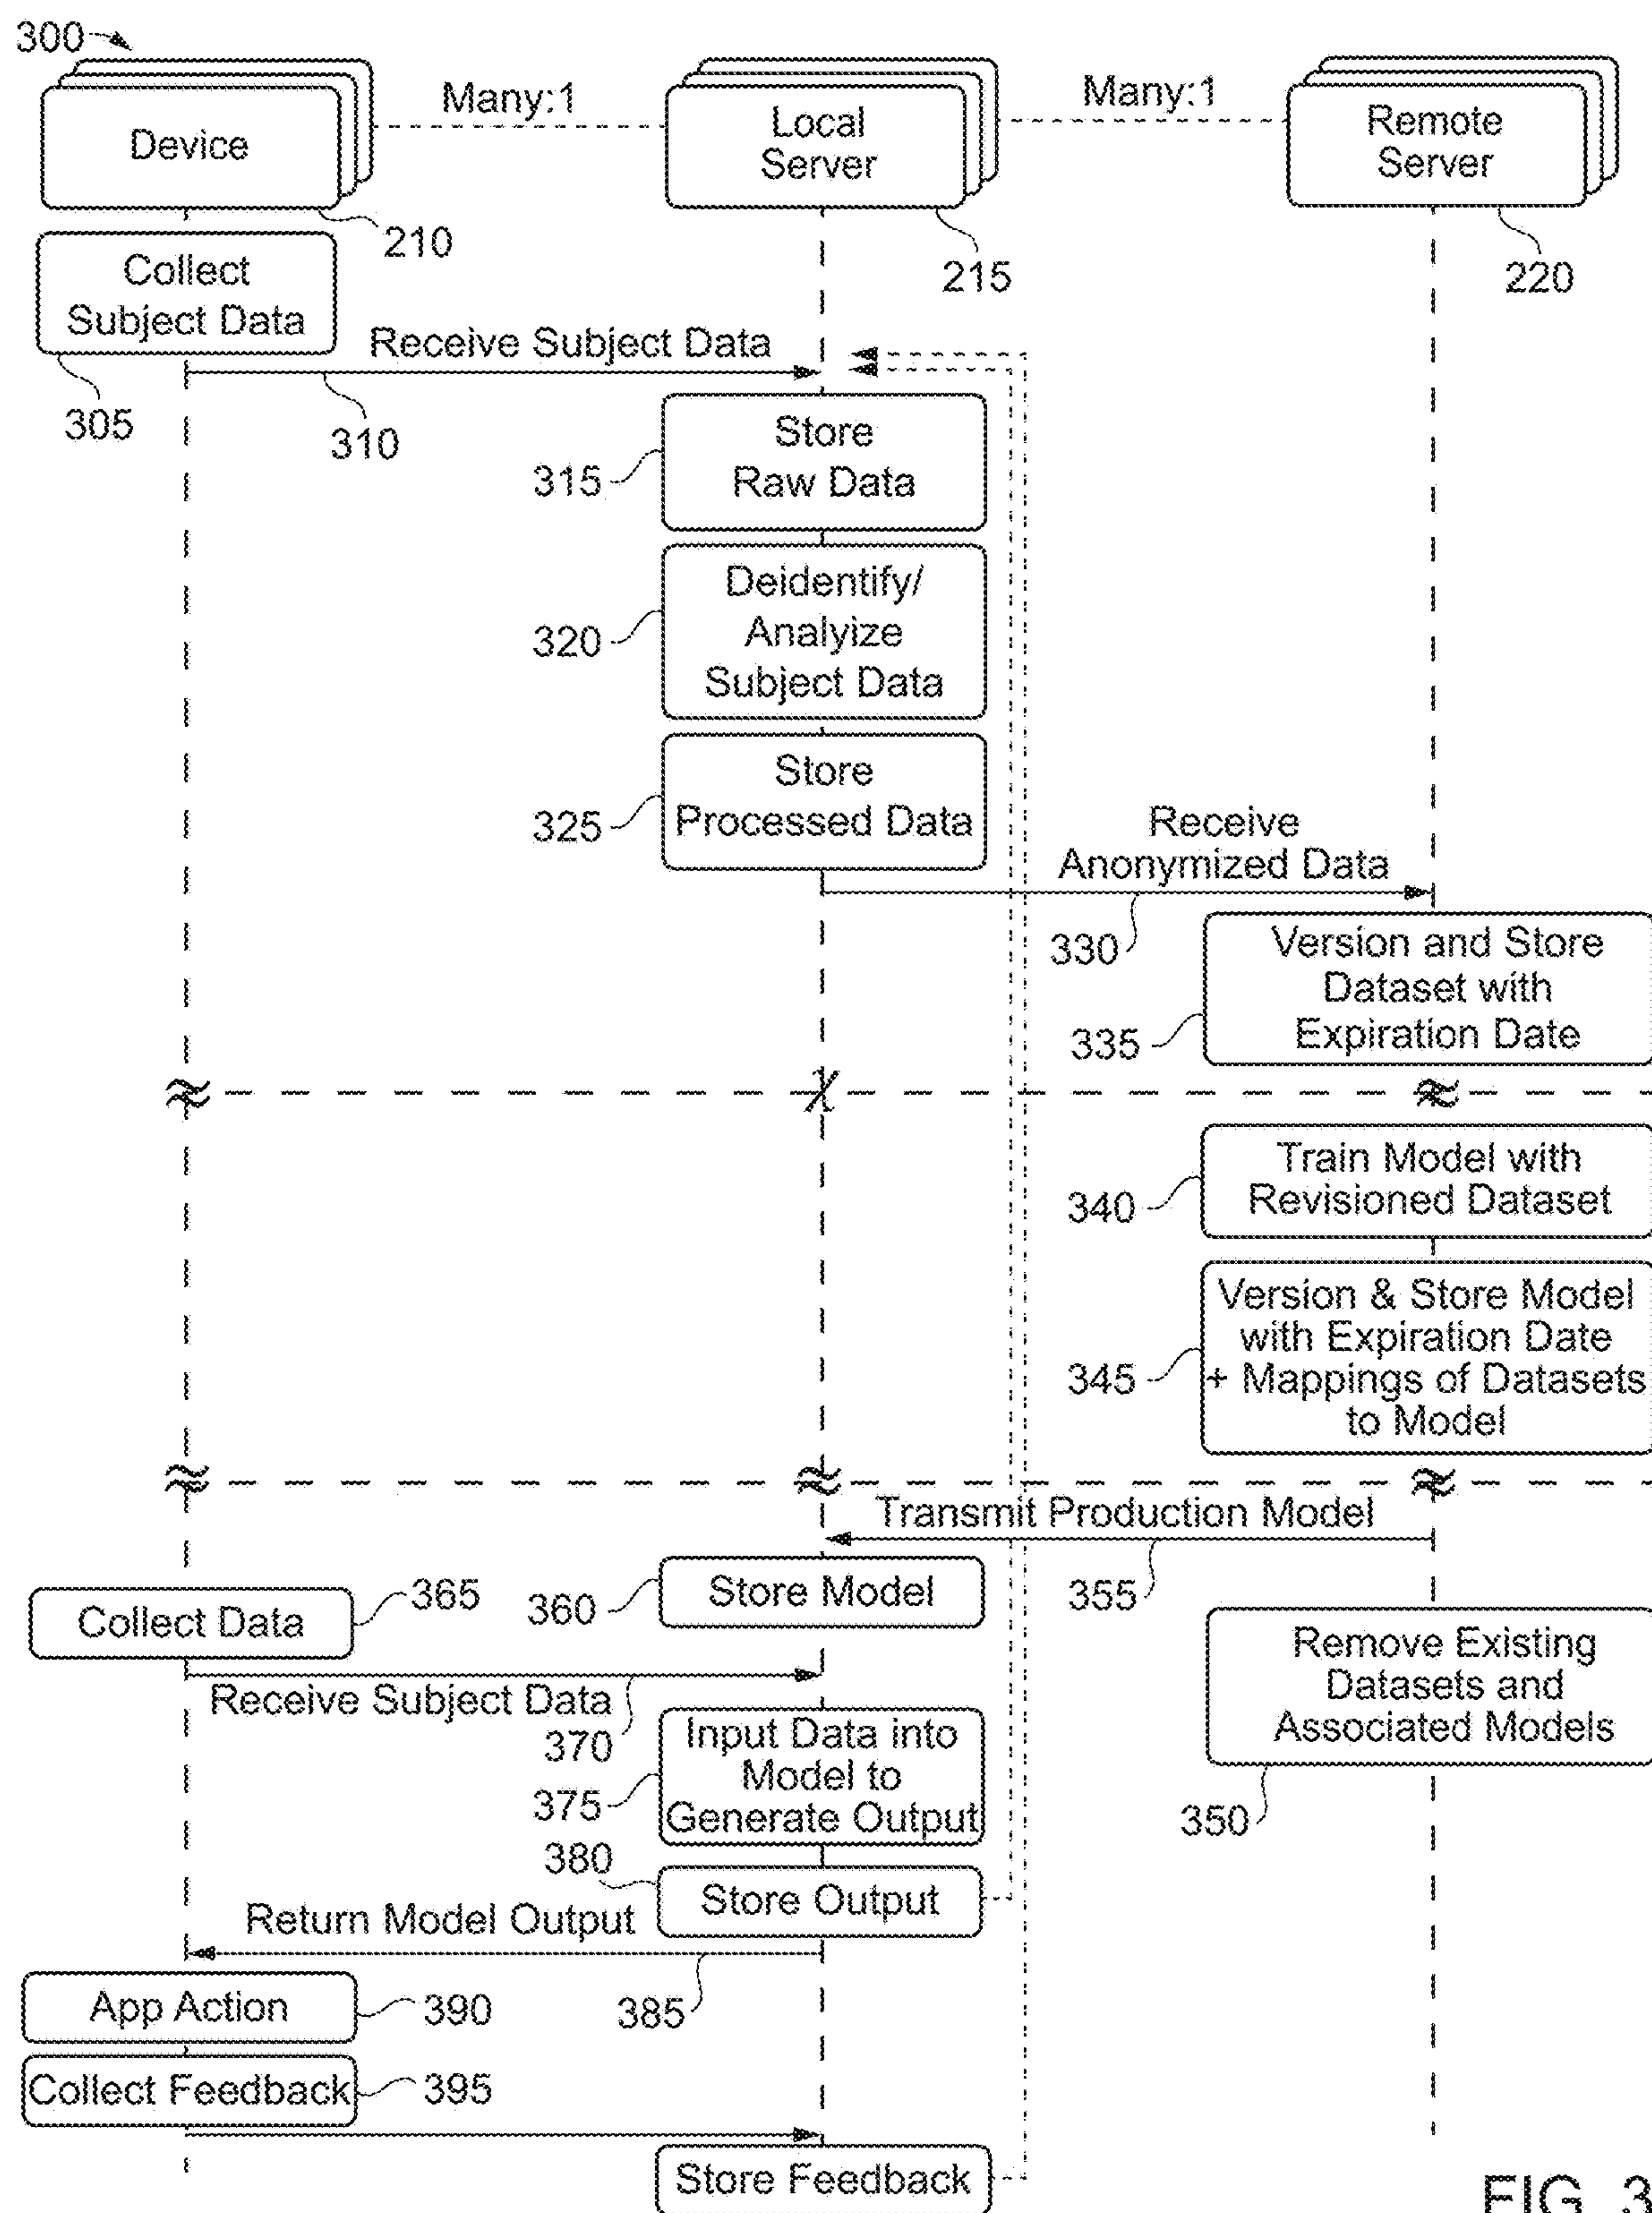 300
Many:1
Many:1
Device
Local
Server
Remote
Server
210
215
220
Collect
Subject Data
305
Receive Subject Data
310
Store
Raw Data
315
Deidentify/
Analyize
Subject Data
320
Store
Processed Data
325
Receive
Anonymized Data
330
Version and Store
Dataset with
Expiration Date
335
Train Model with
Revisioned Dataset
340
Version & Store Model
with Expiration Date
+ Mappings of Datasets
to Model
345
Transmit Production Model
355
Store Model
360
Collect Data
365
Remove Existing
Datasets and
Associated Models
350
Receive Subject Data
370
Input Data into
Model to
Generate Output
375
380
Store Output
Return Model Output
385
App Action
390
Collect Feedback
395
Store Feedback
FIG. 3